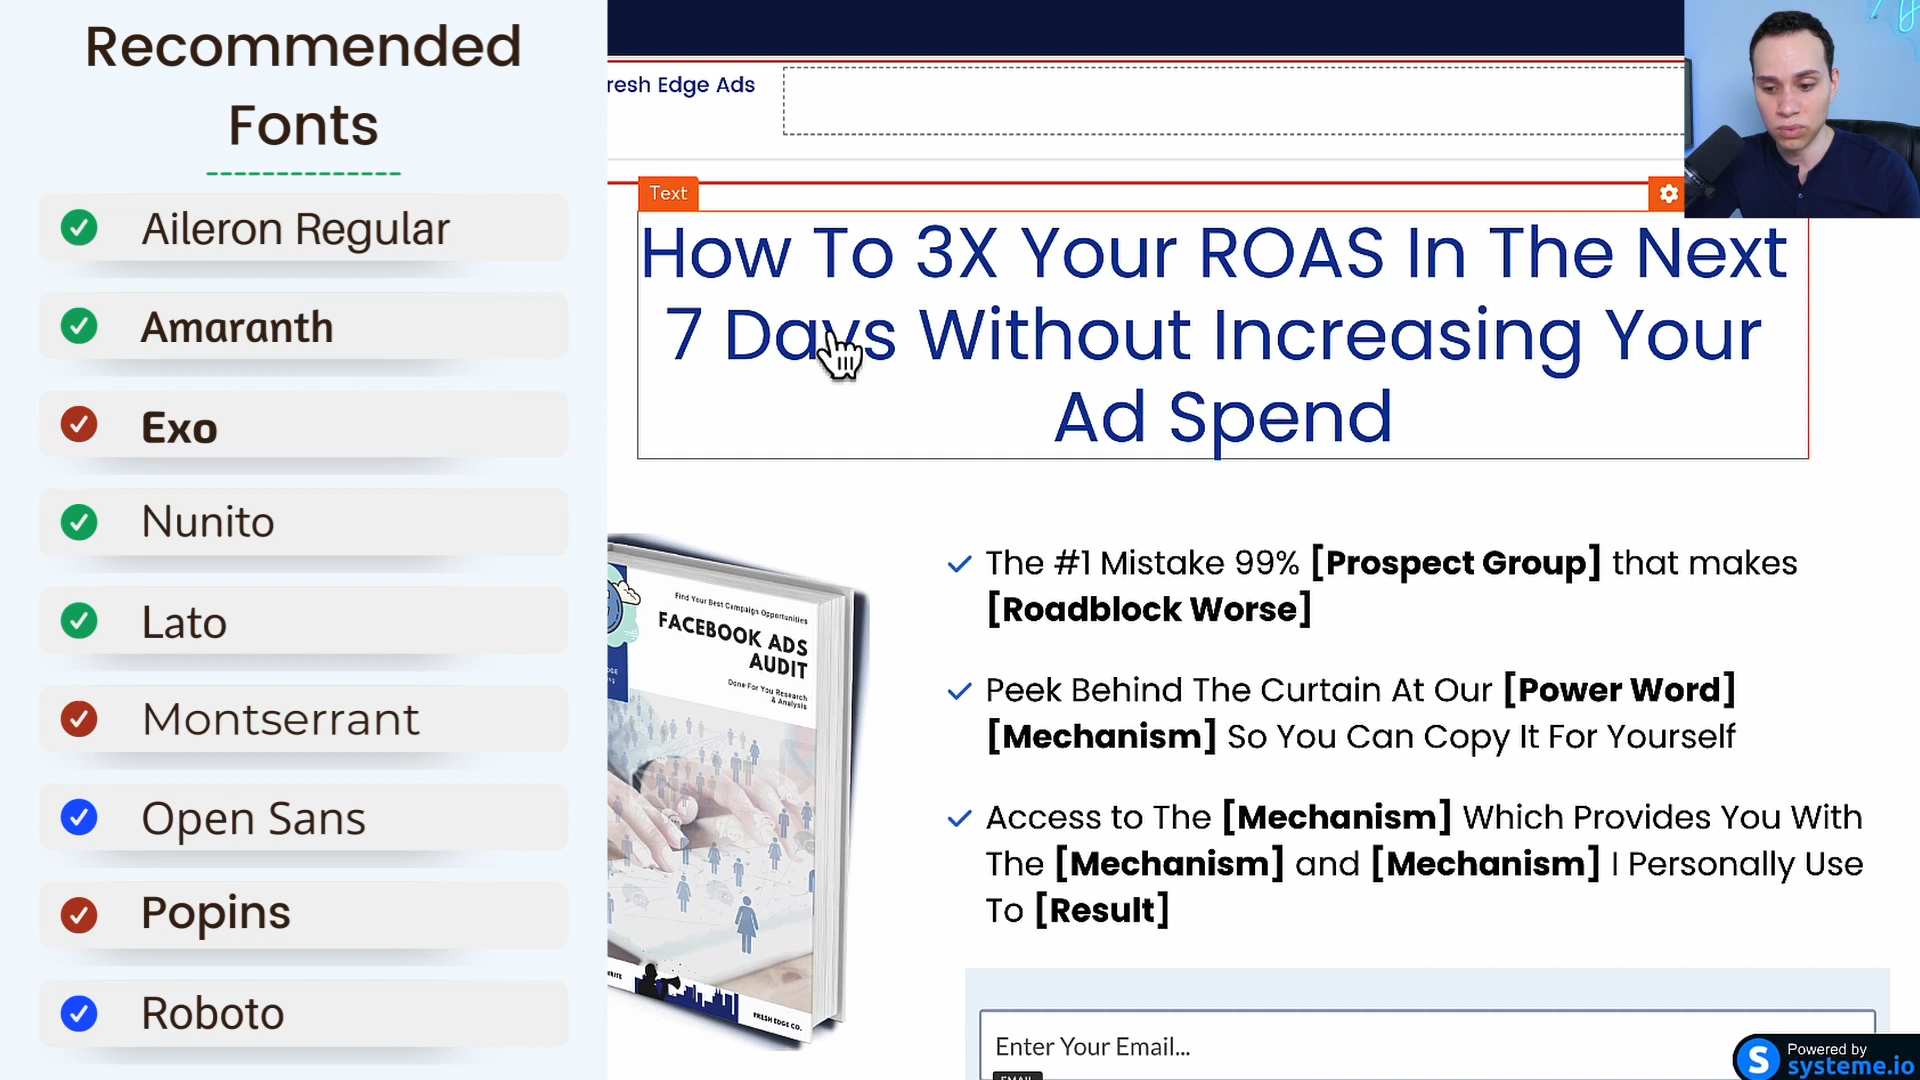 Recommended
Fonts
Aileron Regular
Amaranth
Exo
Nunito
Lato
Montserrant
Open Sans
Popins
Roboto
resh Edge Ads
Text
How To 3X Your ROAS In The Next
7 Days Without Increasing Your
Ad Spend
Find Your Best Campaign Opportunities
FACEBOOK ADS
AUDIT
Done For You Research
& Analysis
FRESH EDGE CO.
The #1 Mistake 99% [Prospect Group] that makes
[Roadblock Worse]
Peek Behind The Curtain At Our [Power Word]
[Mechanism] So You Can Copy It For Yourself
Access to The [Mechanism] Which Provides You With
The [Mechanism] and [Mechanism] I Personally Use
To [Result]
Enter Your Email...
EMAIL
Powered by
systeme.io